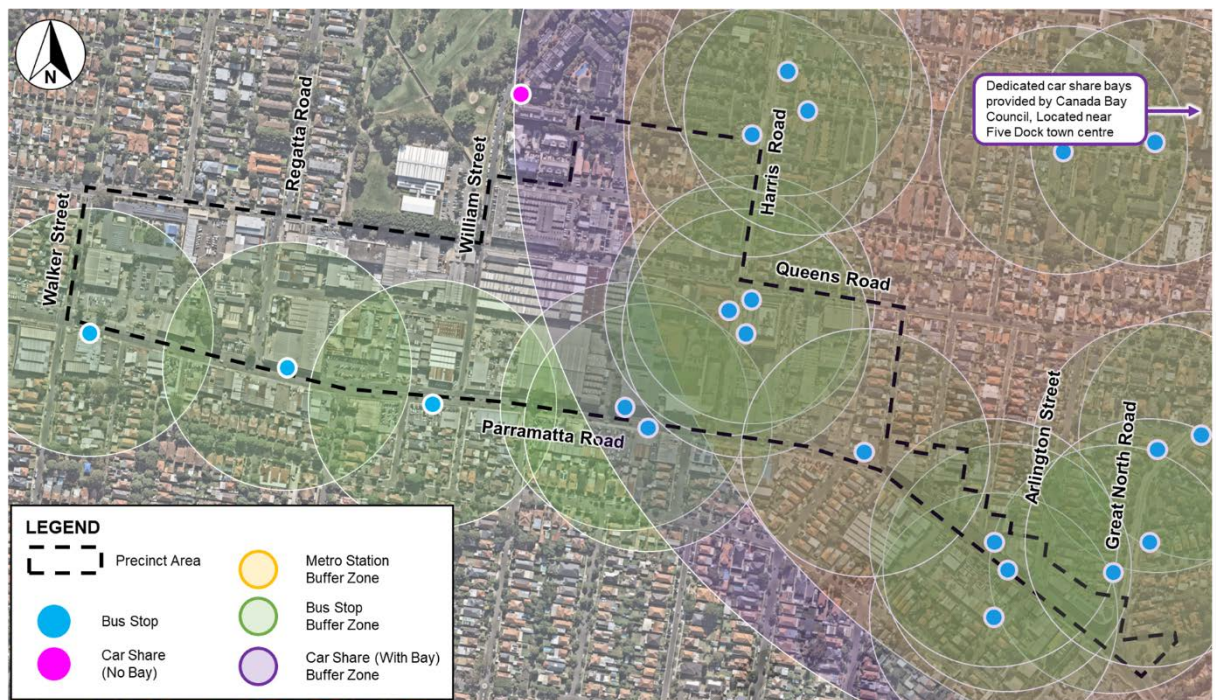 N
Dedicated car share bays
provided by Canada Bay
Council, Located near
Five Dock town centre
Regatta Road
William Street
Harris Road
Walker Street
Queens Road
Parramatta Road
Arlington Street
Great North Road
LEGEND
Precinct Area
Bus Stop
Car Share
(No Bay)
Metro Station
Buffer Zone
Bus Stop
Buffer Zone
Car Share (With Bay)
Buffer Zone